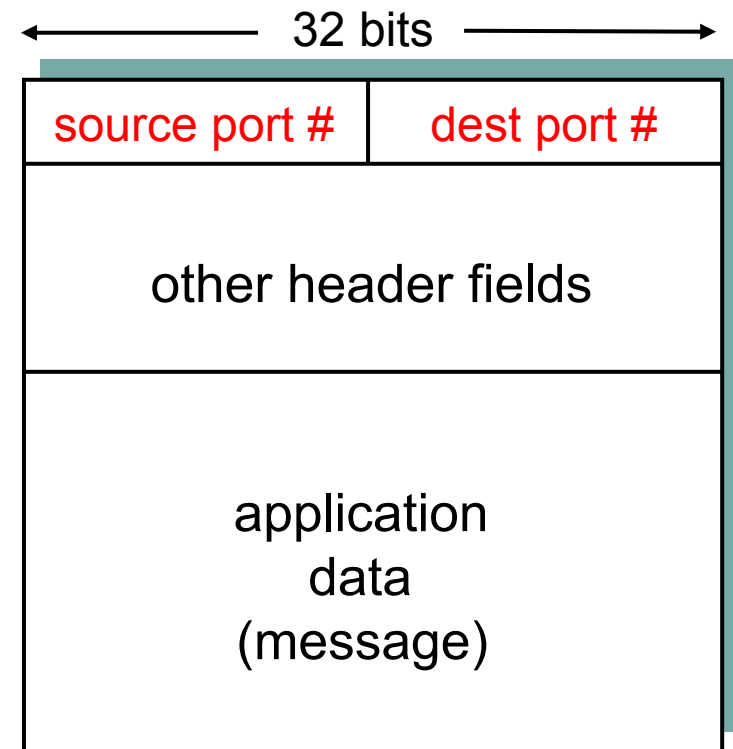 32 bits
source port # dest port #
other header fields
application
data
(message)